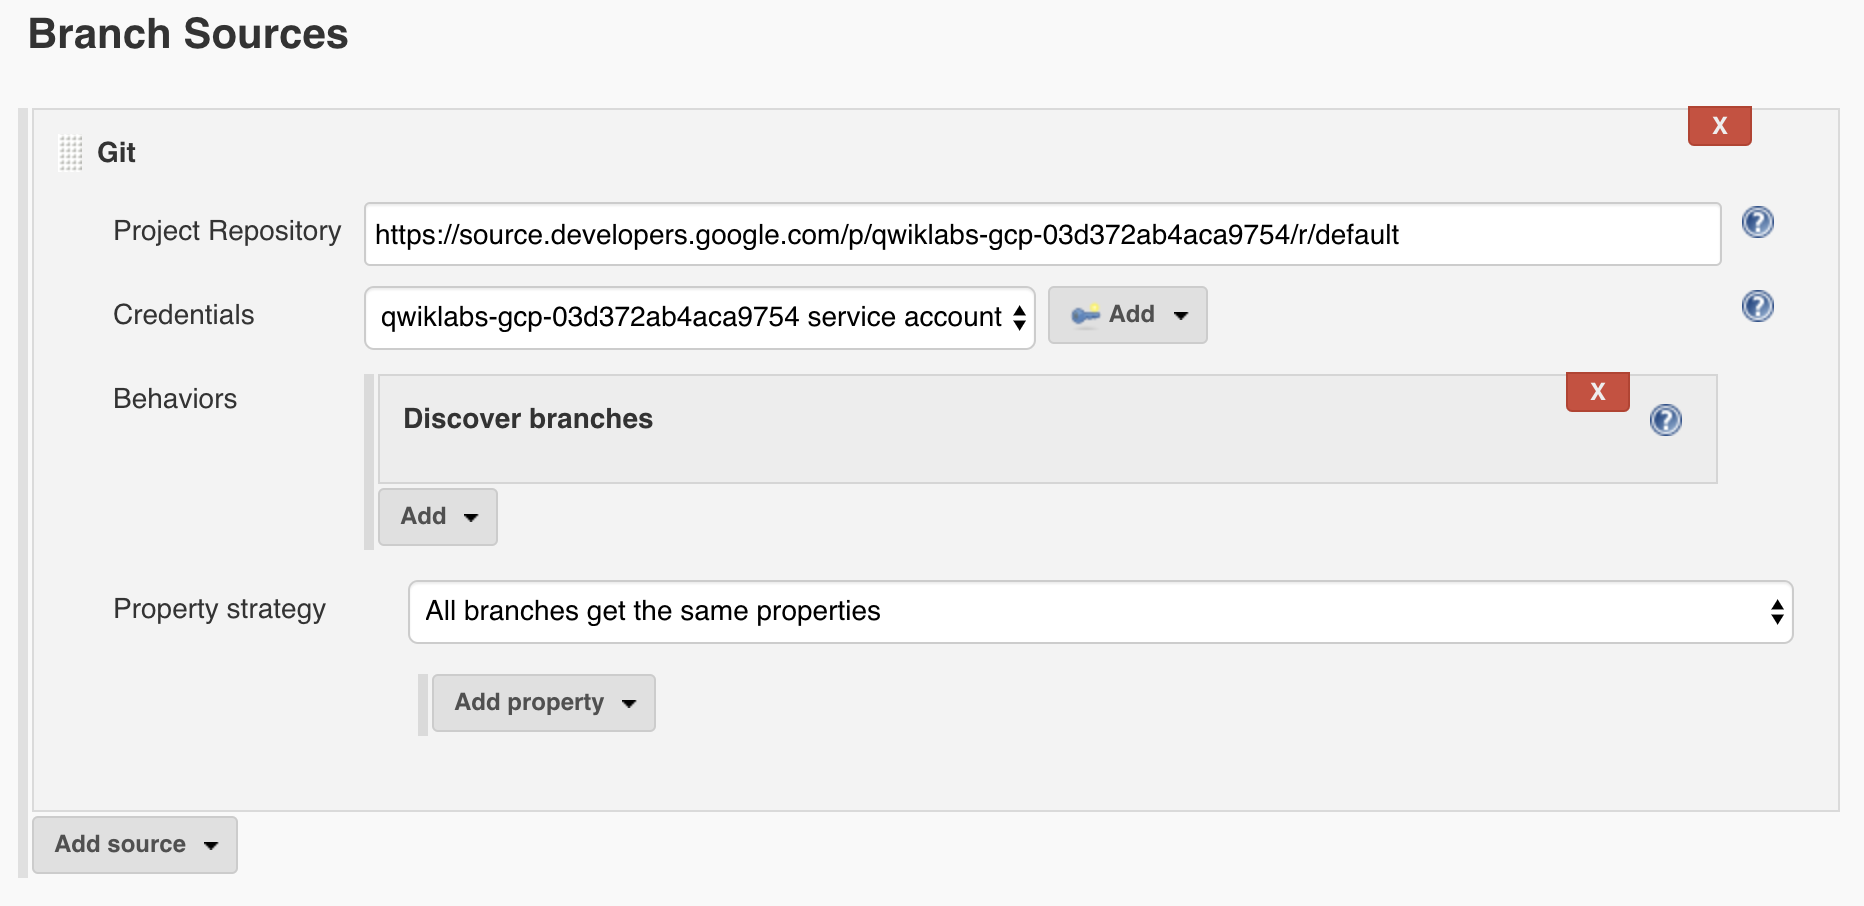 Branch Sources
X
Git
Project Repository https://source.developers.google.com/p/qwiklabs-gcp-03d372ab4aca9754/r/default ?
Credentials qwiklabs-gcp-03d372ab4aca9754 service account Add ?
Behaviors
X
Discover branches ?
Add
Property strategy All branches get the same properties
Add property
Add source